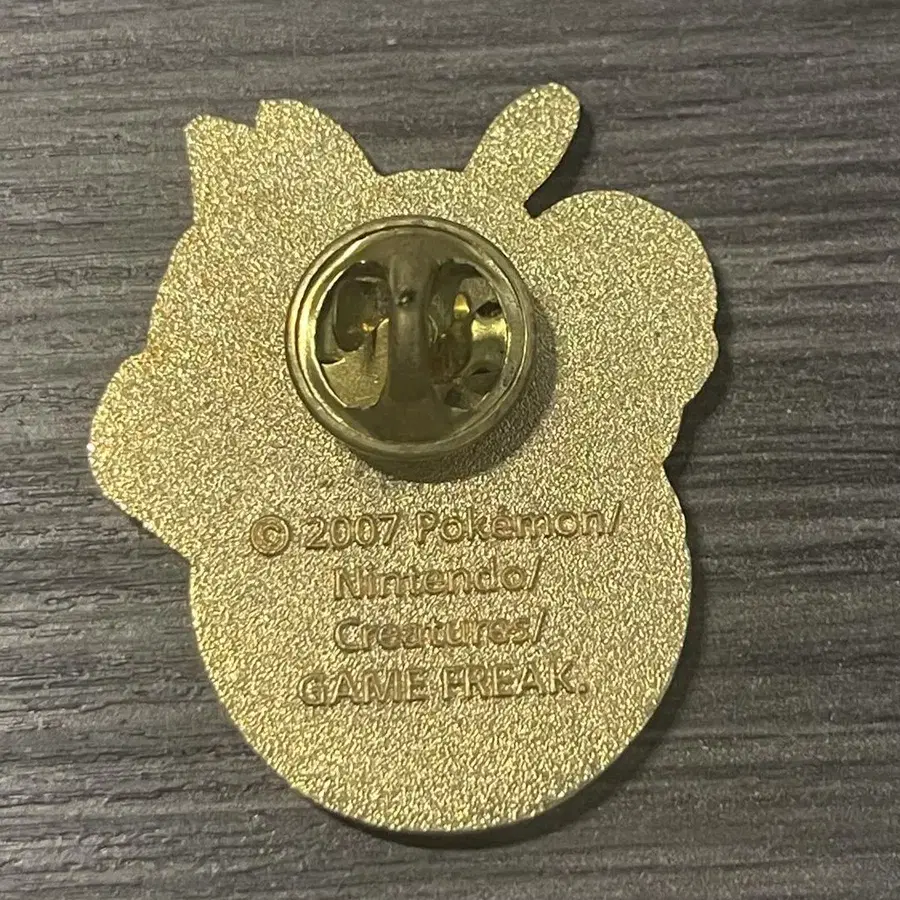 © 2007 Pokémon/
Nintendo/
Creatures/
GAME FREAK.